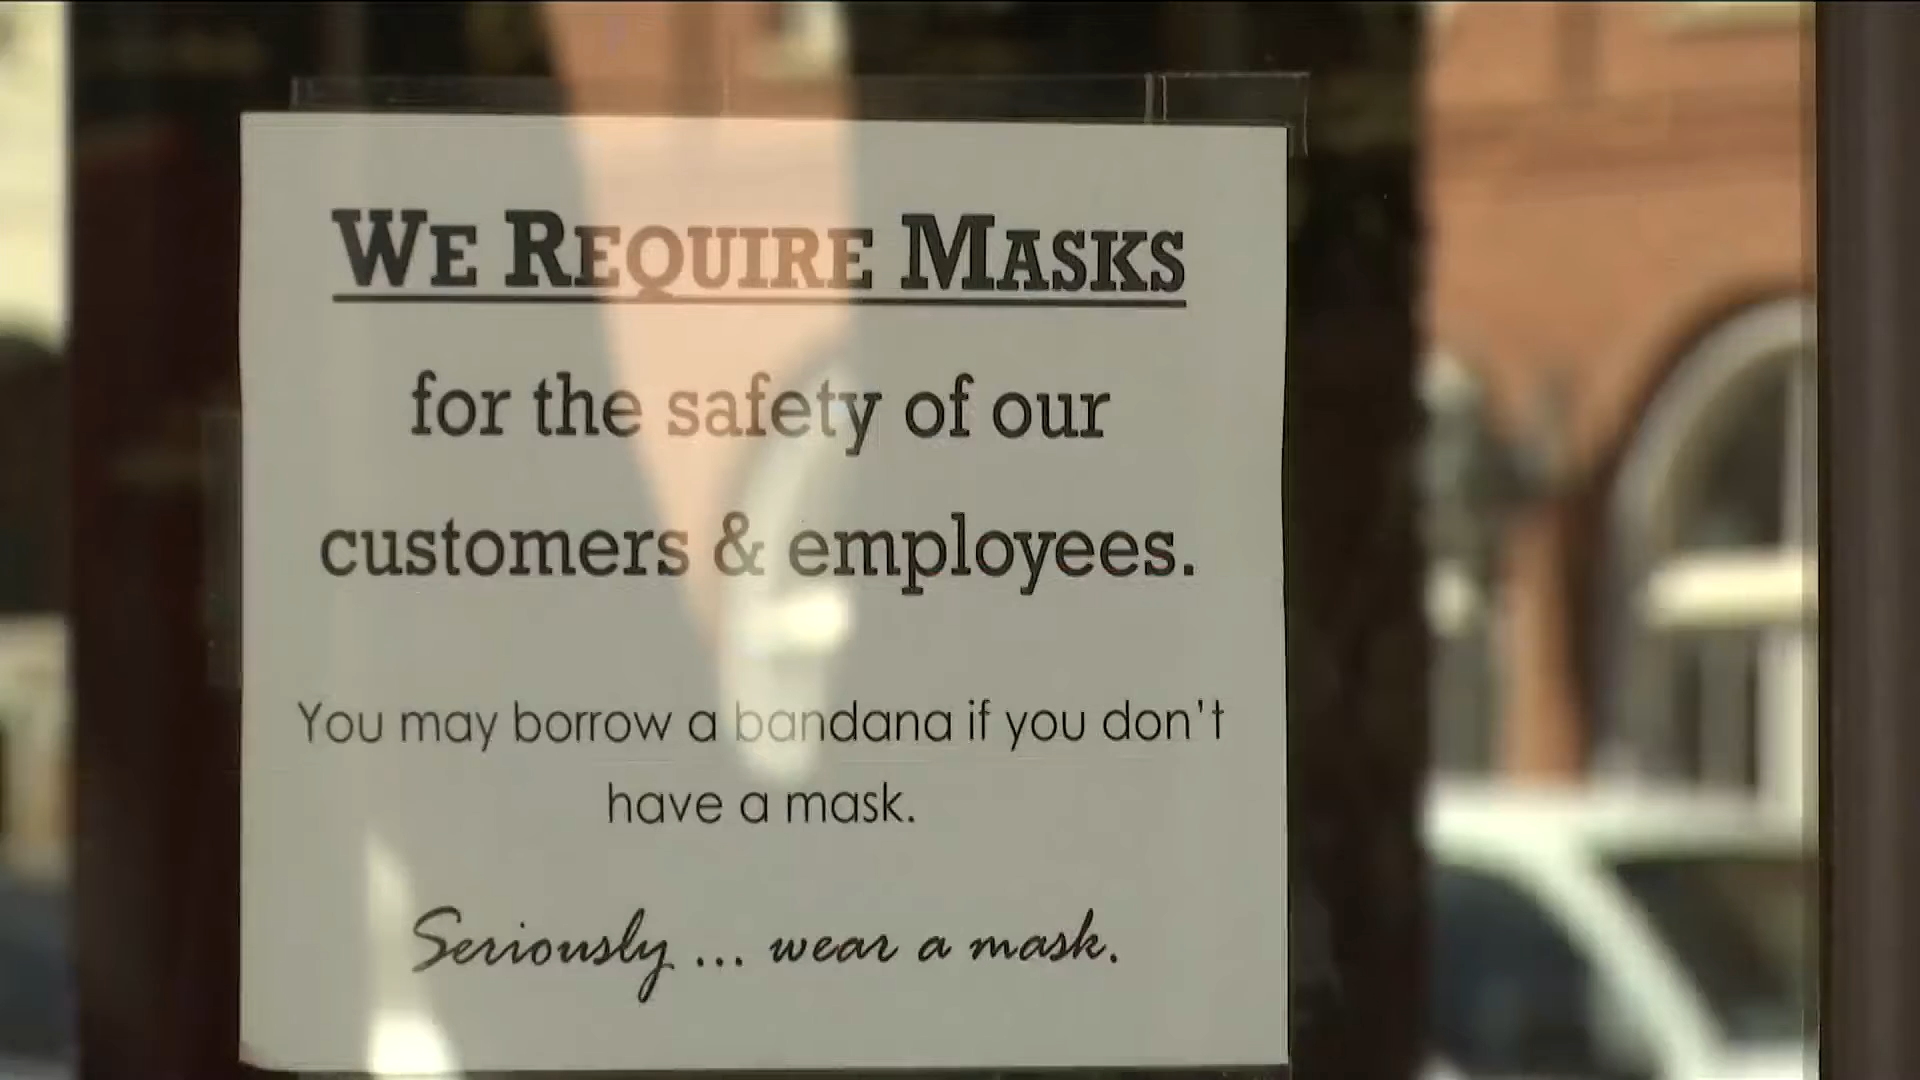 WE REQUIRE MASKS
for the safety of our
customers & employees.
You may borrow a bandana if you don't
have a mask.
Seriously ... wear a mask.